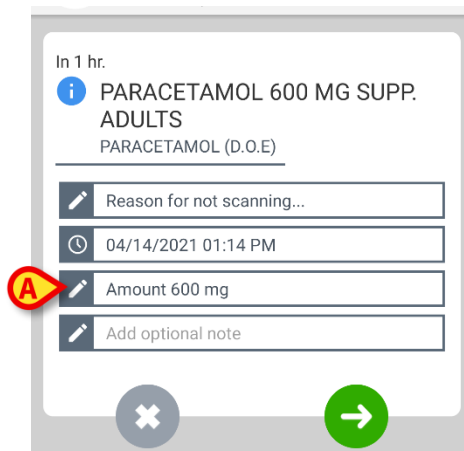 In 1 hr.
PARACETAMOL 600 MG SUPP.
ADULTS
PARACETAMOL (D.O.E)
Reason for not scanning...
04/14/2021 01:14 PM
A
Amount 600 mg
Add optional note